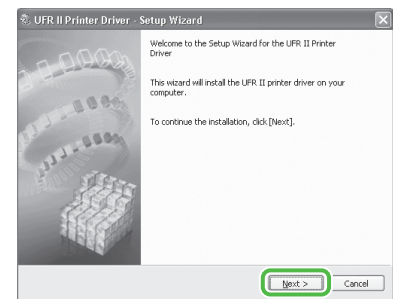 UFR II Printer Driver - Setup Wizard
Welcome to the Setup Wizard for the UFR II Printer
Driver
This wizard will install the UFR II printer driver on your
computer.
To continue the installation, click [Next].
Next >
Cancel